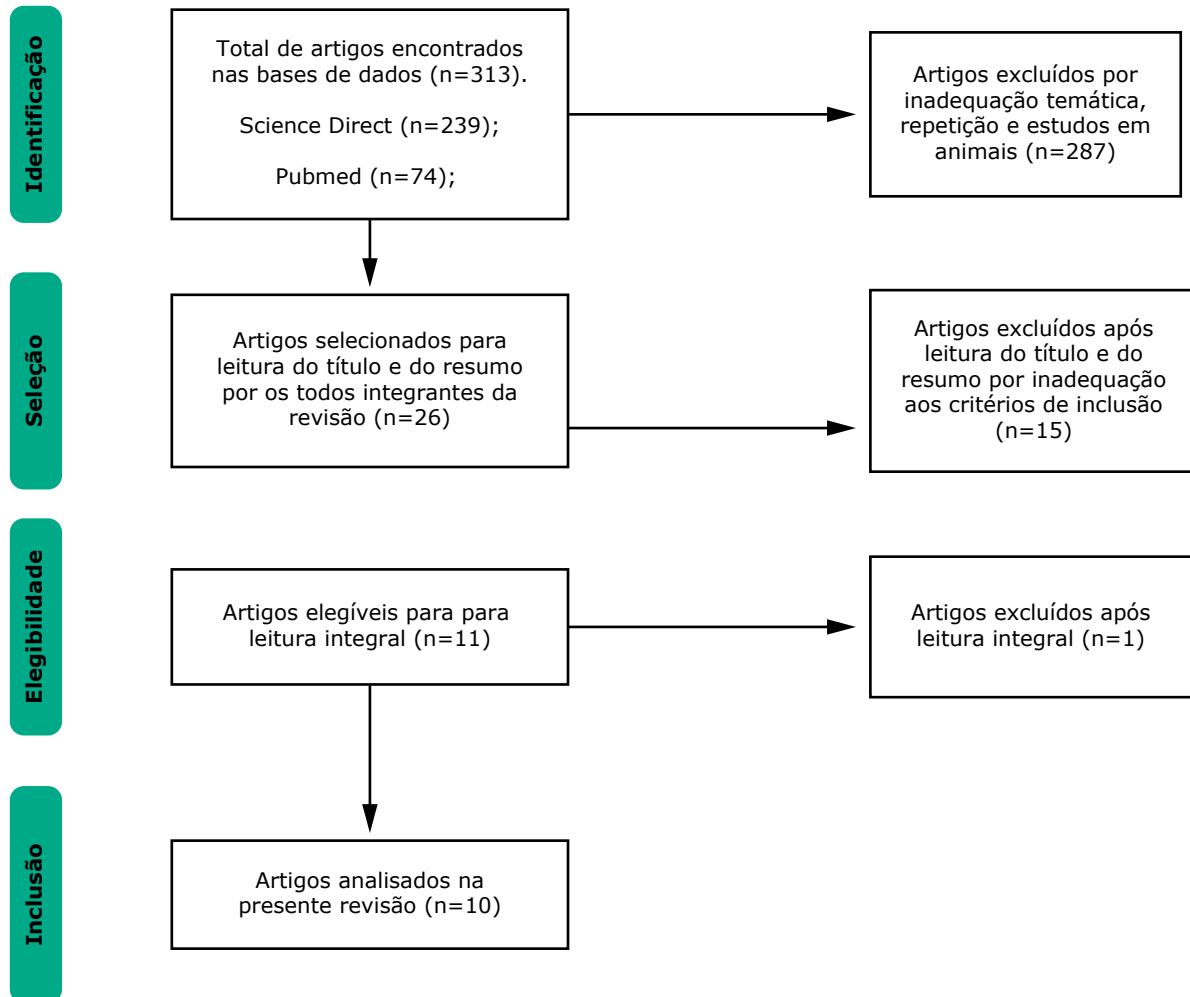 Identificação
Total de artigos encontrados
nas bases de dados (n=313).
Science Direct (n=239);
Pubmed (n=74);
Artigos excluídos por
inadequação temática,
repetição e estudos em
animais (n=287)
Seleção
Artigos selecionados para
leitura do título e do resumo
por os todos integrantes da
revisão (n=26)
Artigos excluídos após
leitura do título e do
resumo por inadequação
aos critérios de inclusão
(n=15)
Elegibilidade
Artigos elegíveis para para
leitura integral (n=11)
Artigos excluídos após
leitura integral (n=1)
Inclusão
Artigos analisados na
presente revisão (n=10)